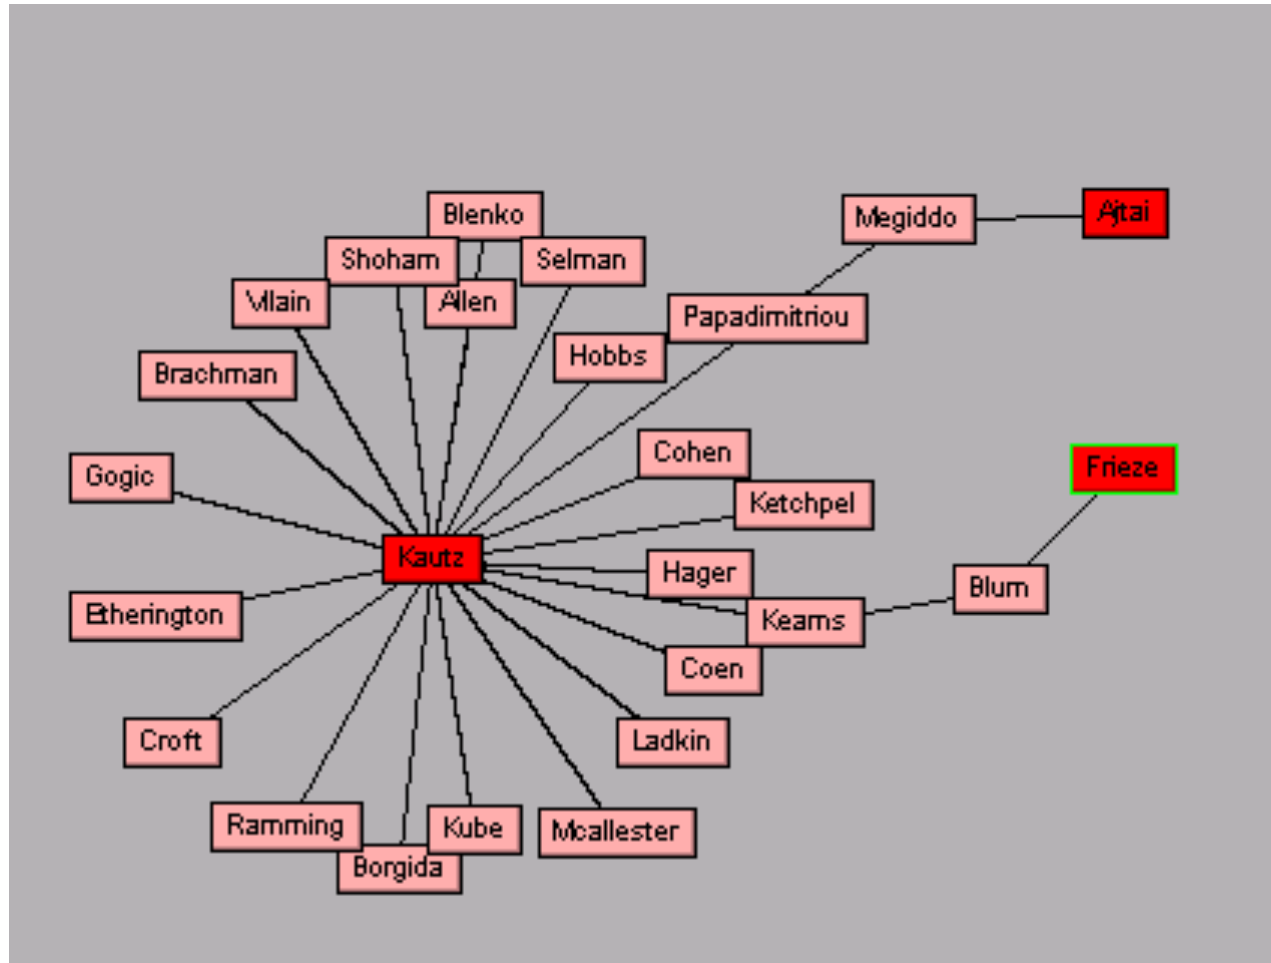 Blenko
Megiddo
Ajtai
Shoham
Selman
Vilain
Allen
Papadimitriou
Hobbs
Brachman
Cohen
Frieze
Gogic
Ketchpel
Kautz
Hager
Blum
Etherington
Kearns
Coen
Croft
Ladkin
Ramming
Kube
Mcallester
Borgida